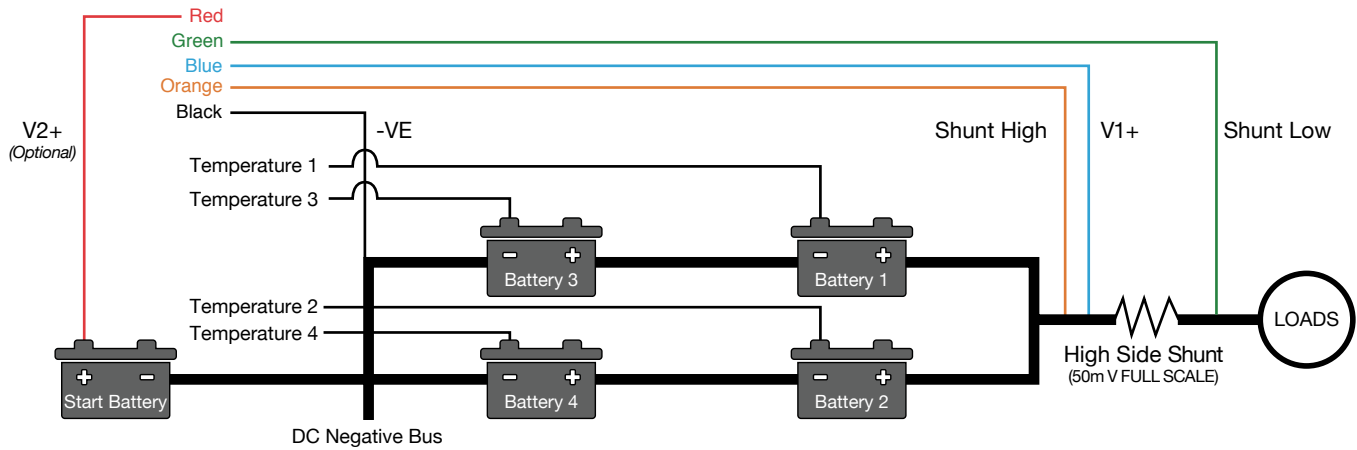 Red
Green
Blue
Orange
Black
V2+
(Optional)
-VE
Shunt High
V1+
Shunt Low
Temperature 1
Temperature 3
- +
Battery 3
- +
Battery 1
Temperature 2
Temperature 4
LOADS
High Side Shunt
(50m V FULL SCALE)
+ -
Start Battery
- +
Battery 4
- +
Battery 2
DC Negative Bus